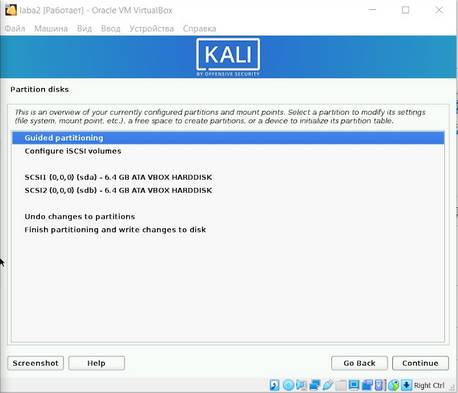 laba2 [Работает] - Oracle VM VirtualBox
Файл Машина Вид Ввод Устройства Справка
KALI
BY OFFENSIVE SECURITY
Partition disks
This is an overview of your currently configured partitions and mount points. Select a partition to modify its settings
(file system, mount point, etc.), a free space to create partitions, or a device to initialize its partition table.
Guided partitioning
Configure iSCSI volumes
SCSI1 (0,0,0) (sda) - 6.4 GB ATA VBOX HARDDISK
SCSI2 (0,0,0) (sdb) - 6.4 GB ATA VBOX HARDDISK
Undo changes to partitions
Finish partitioning and write changes to disk
Screenshot Help Go Back Continue
Right Ctrl